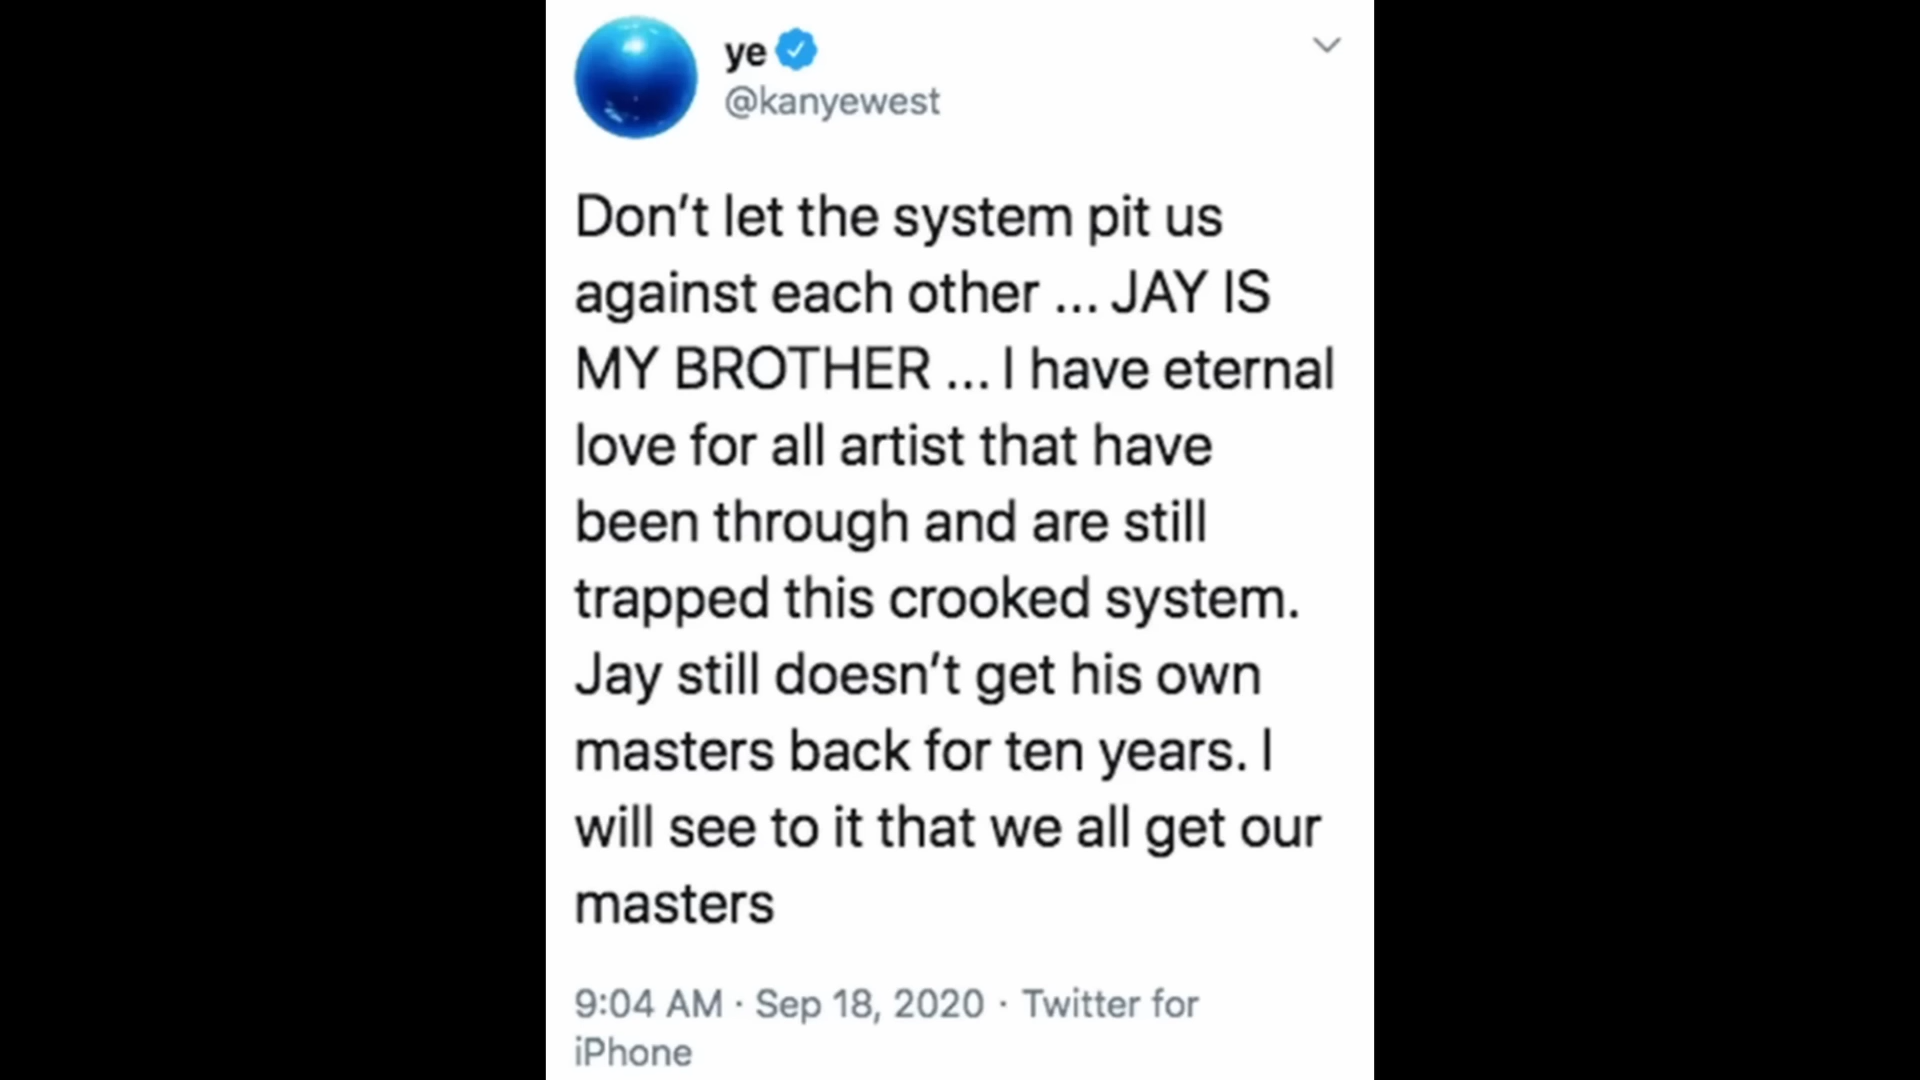 ye
@kanyewest
Don’t let the system pit us
against each other ... JAY IS
MY BROTHER ... I have eternal
love for all artist that have
been through and are still
trapped this crooked system.
Jay still doesn’t get his own
masters back for ten years. I
will see to it that we all get our
masters
9:04 AM · Sep 18, 2020 · Twitter for
iPhone